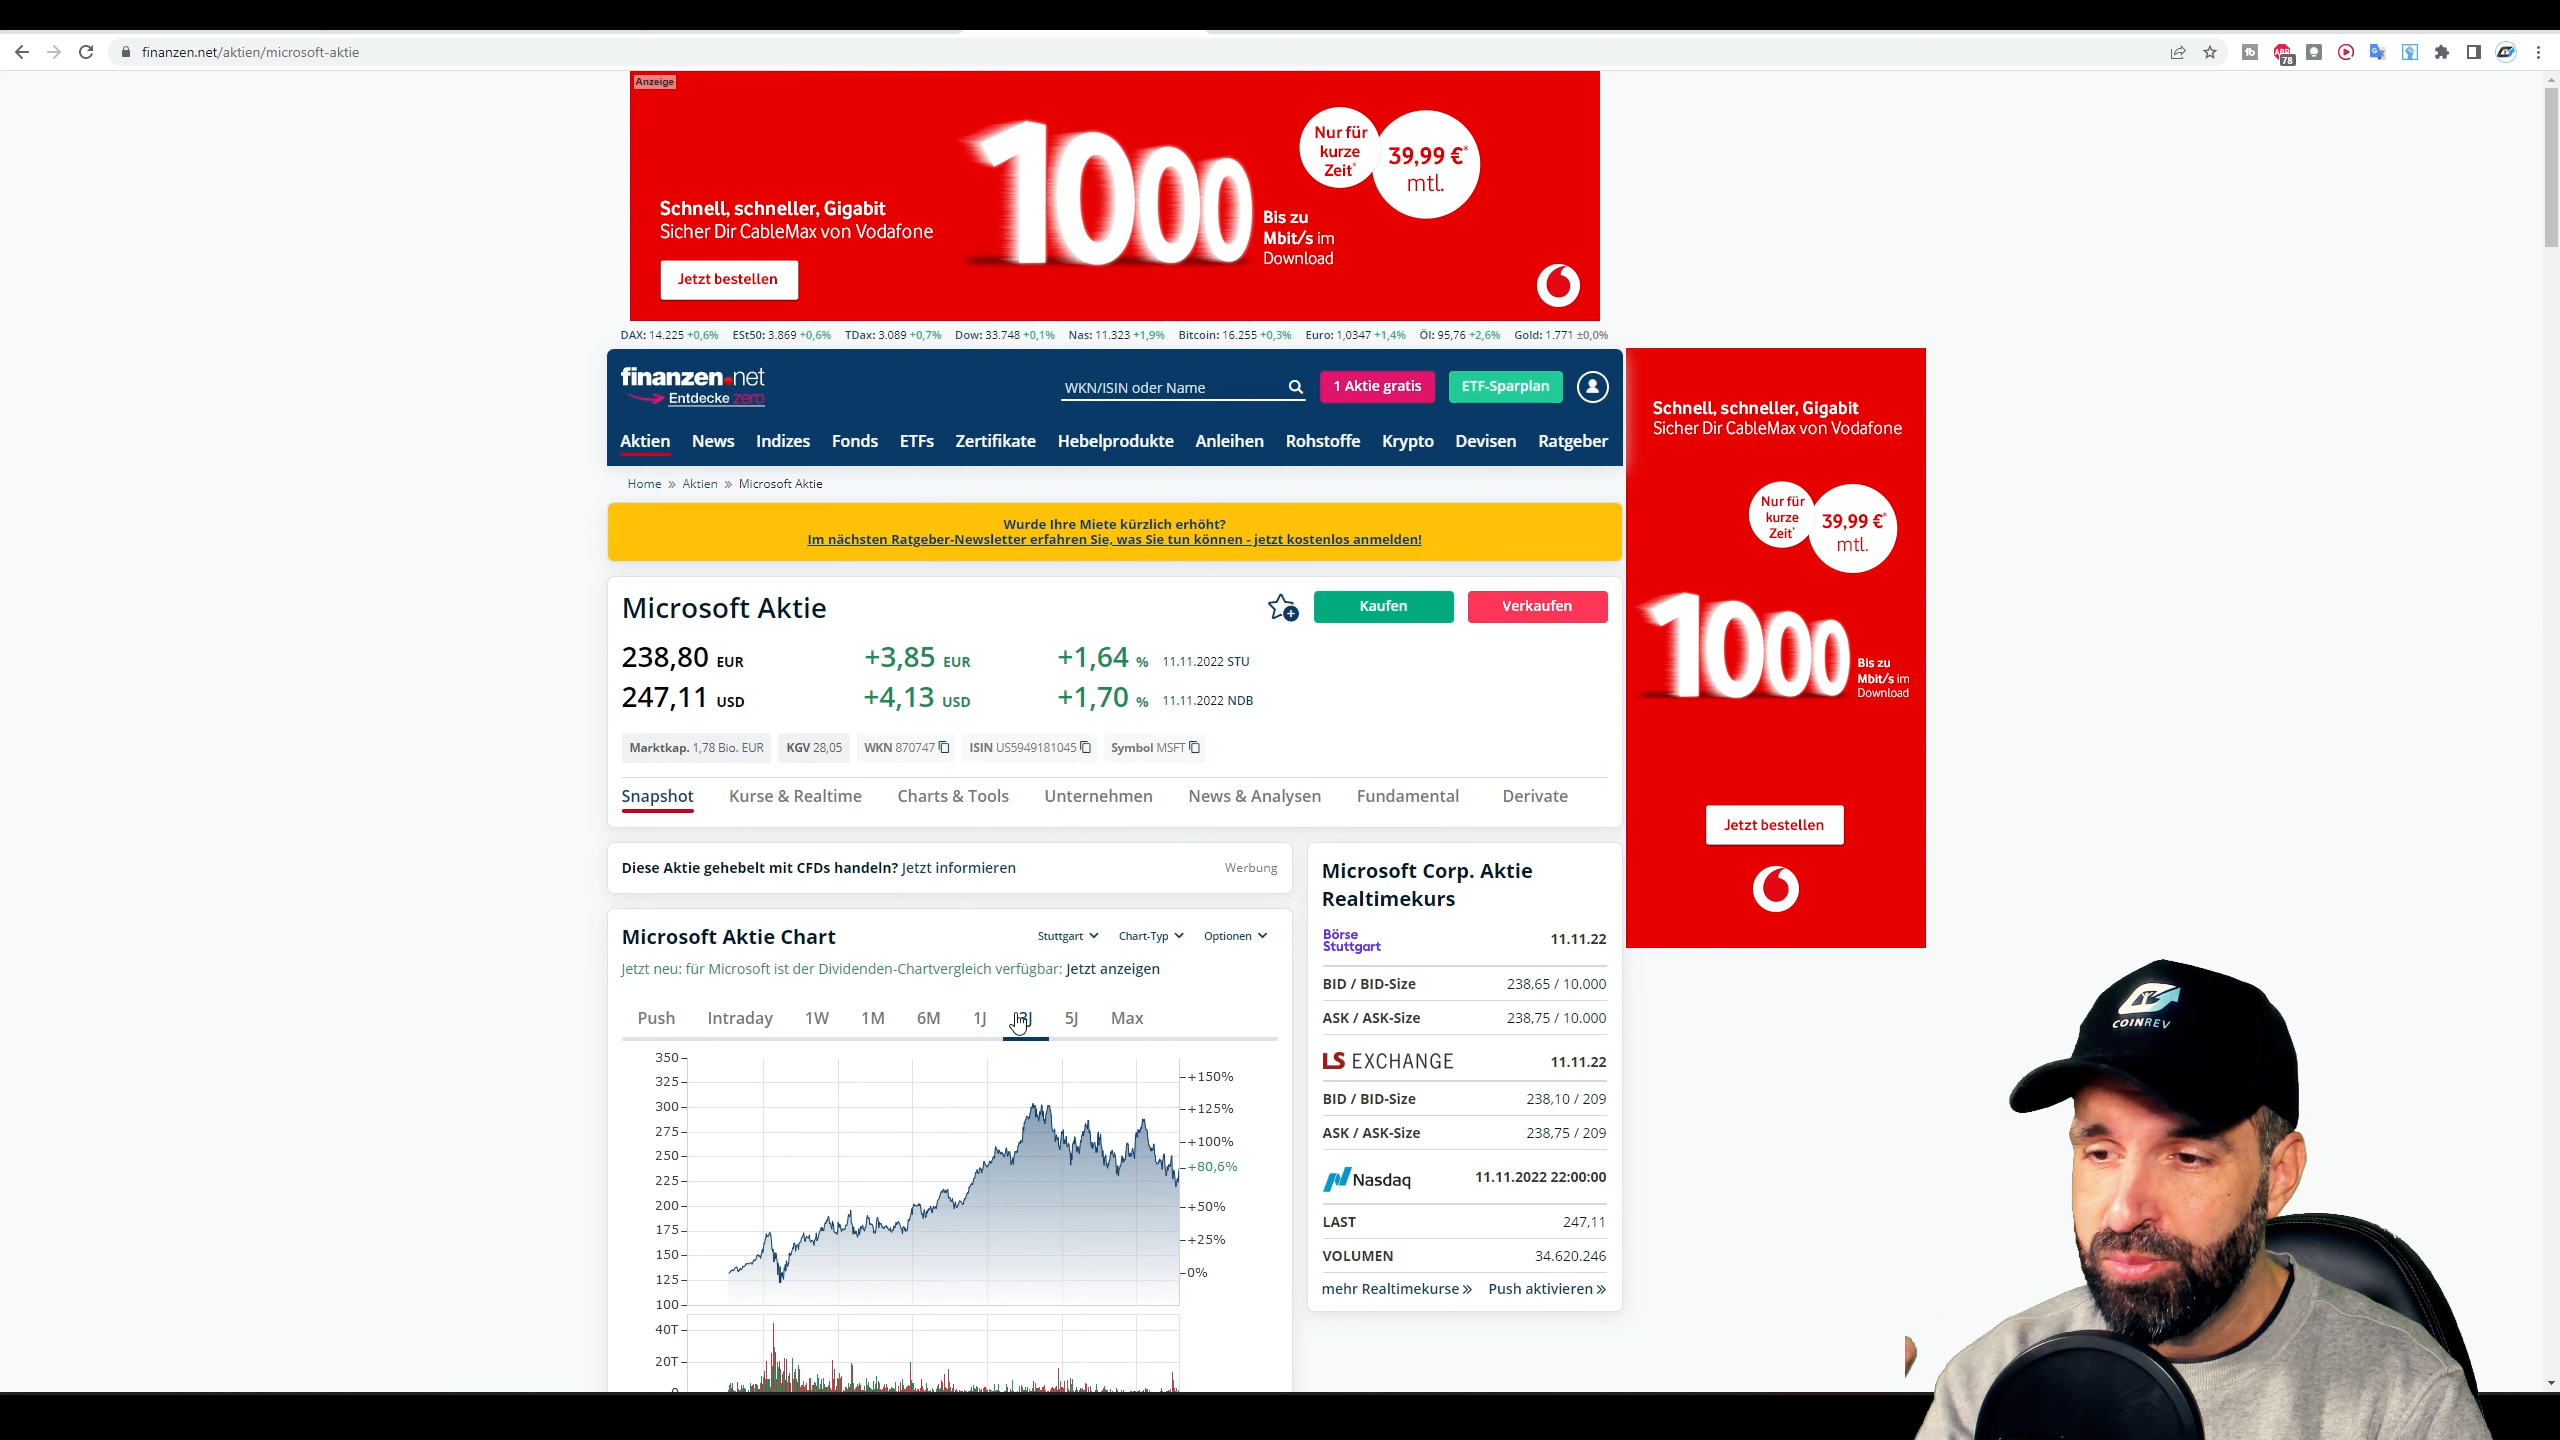 finanzen.net/aktien/microsoft-aktie
78
Anzeige
Schnell, schneller, Gigabit
Sicher Dir CableMax von Vodafone
Jetzt bestellen
1000
Bis zu
Mbit/s im
Download
Nur für
kurze
Zeit*
39,99 €*
mtl.
DAX: 14.225 +0,6% ESt50: 3.869 +0,6% TDax: 3.089 +0,7% Dow: 33.748 +0,1% Nas: 11.323 +1,9% Bitcoin: 16.255 +0,3% Euro: 1,0347 +1,4% Öl: 95,76 +2,6% Gold: 1.771 ±0,0%
finanzen.net
Entdecke zero
WKN/ISIN oder Name
1 Aktie gratis
ETF-Sparplan
Aktien News Indizes Fonds ETFs Zertifikate Hebelprodukte Anleihen Rohstoffe Krypto Devisen Ratgeber
Home » Aktien » Microsoft Aktie
Wurde Ihre Miete kürzlich erhöht?
Im nächsten Ratgeber-Newsletter erfahren Sie, was Sie tun können - jetzt kostenlos anmelden!
Microsoft Aktie
Kaufen
Verkaufen
238,80 EUR +3,85 EUR +1,64 % 11.11.2022 STU
247,11 USD +4,13 USD +1,70 % 11.11.2022 NDB
Marktkap. 1,78 Bio. EUR KGV 28,05 WKN 870747 ISIN US5949181045 Symbol MSFT
Snapshot Kurse & Realtime Charts & Tools Unternehmen News & Analysen Fundamental Derivate
Diese Aktie gehebelt mit CFDs handeln? Jetzt informieren
Werbung
Microsoft Aktie Chart
Stuttgart Chart-Typ Optionen
Jetzt neu: für Microsoft ist der Dividenden-Chartvergleich verfügbar: Jetzt anzeigen
Push Intraday 1W 1M 6M 1J 3J 5J Max
350
325
300
275
250
225
200
175
150
125
100
40T
20T
+150%
+125%
+100%
+80,6%
+50%
+25%
0%
Microsoft Corp. Aktie
Realtimekurs
Börse
Stuttgart
11.11.22
BID / BID-Size 238,65 / 10.000
ASK / ASK-Size 238,75 / 10.000
LS EXCHANGE 11.11.22
BID / BID-Size 238,10 / 209
ASK / ASK-Size 238,75 / 209
Nasdaq 11.11.2022 22:00:00
LAST 247,11
VOLUMEN 34.620.246
mehr Realtimekurse » Push aktivieren »
Schnell, schneller, Gigabit
Sicher Dir CableMax von Vodafone
Nur für
kurze
Zeit*
39,99 €*
mtl.
1000
Bis zu
Mbit/s im
Download
Jetzt bestellen
COINREV